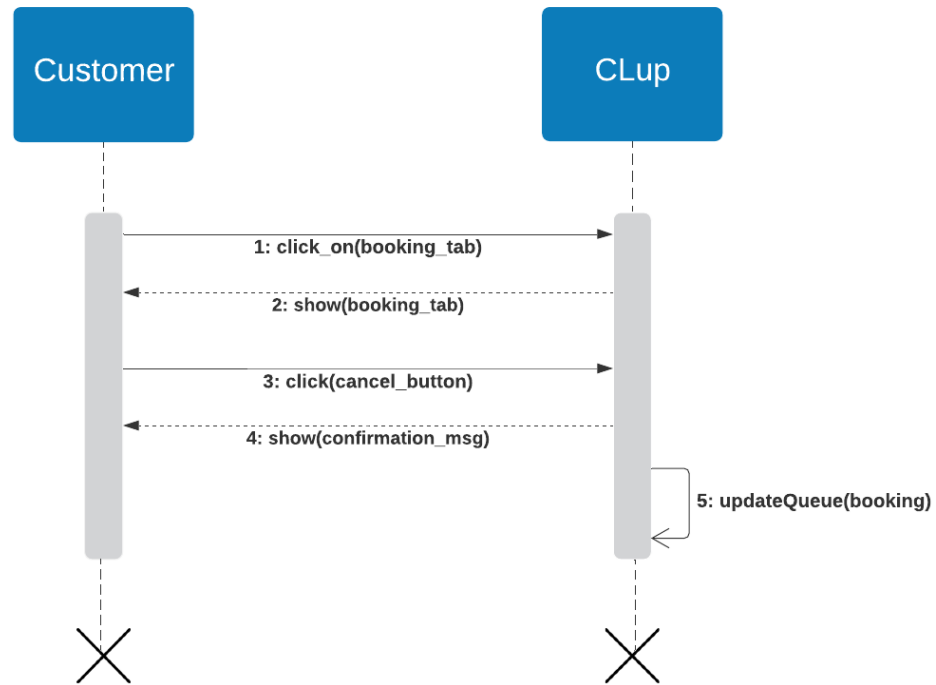 Customer
CLup
1: click_on(booking_tab)
2: show(booking_tab)
3: click(cancel_button)
4: show(confirmation_msg)
5: updateQueue(booking)